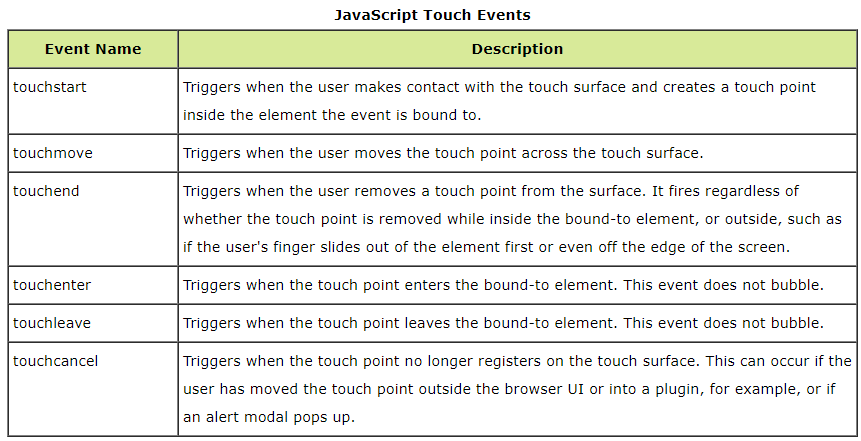 JavaScript Touch Events
Event Name Description
touchstart Triggers when the user makes contact with the touch surface and creates a touch point
inside the element the event is bound to.
touchmove Triggers when the user moves the touch point across the touch surface.
touchend Triggers when the user removes a touch point from the surface. It fires regardless of
whether the touch point is removed while inside the bound-to element, or outside, such as
if the user's finger slides out of the element first or even off the edge of the screen.
touchenter Triggers when the touch point enters the bound-to element. This event does not bubble.
touchleave Triggers when the touch point leaves the bound-to element. This event does not bubble.
touchcancel Triggers when the touch point no longer registers on the touch surface. This can occur if the
user has moved the touch point outside the browser UI or into a plugin, for example, or if
an alert modal pops up.